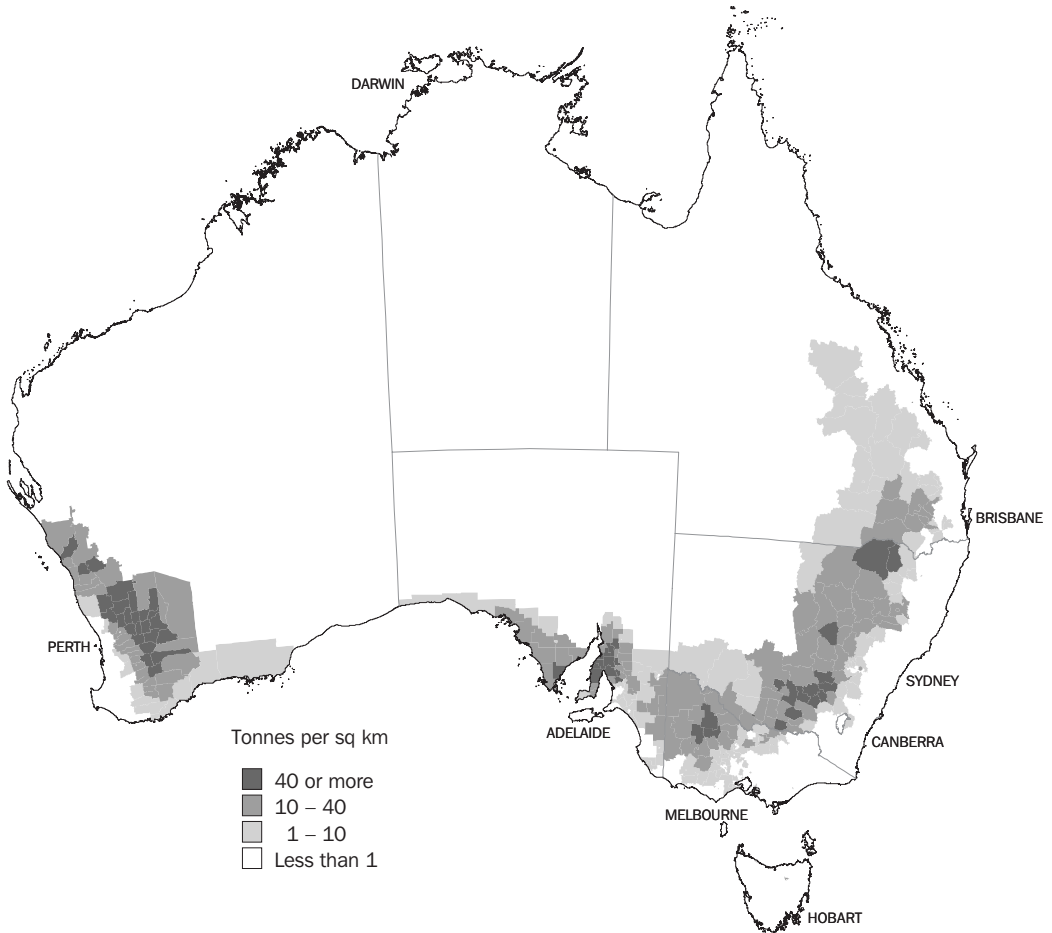 DARWIN
BRISBANE
PERTH
SYDNEY
ADELAIDE
CANBERRA
MELBOURNE
HOBART
Tonnes per sq km
40 or more
10 – 40
1 – 10
Less than 1